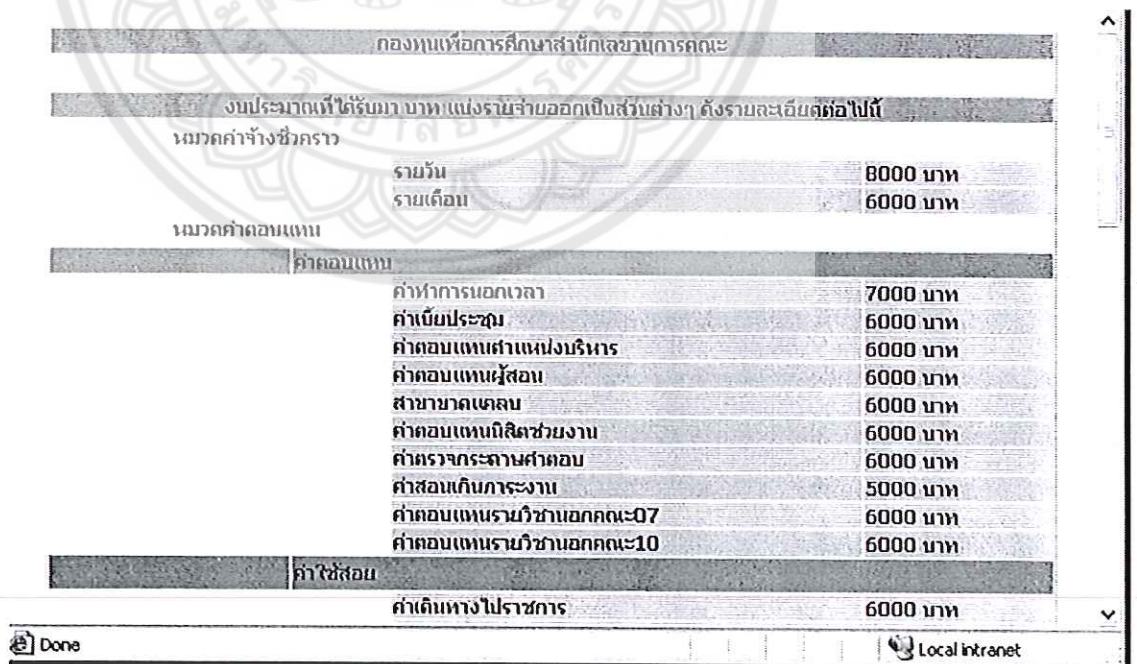 กองทุนเพื่อการศึกษาสำนักเลขานุการคณะ
งบประมาณที่ได้รับมา บาท แบ่งรายจ่ายออกเป็นส่วนต่างๆ ดังรายละเอียดต่อไปนี้
หมวดค่าจ้างชั่วคราว
รายวัน 8000 บาท
รายเดือน 6000 บาท
หมวดค่าตอบแทน
ค่าตอบแทน
ค่าทำการนอกเวลา 7000 บาท
ค่าเบี้ยประชุม 6000 บาท
ค่าตอบแทนตำแหน่งบริหาร 6000 บาท
ค่าตอบแทนผู้สอน 6000 บาท
สาขาขาดแคลน 6000 บาท
ค่าตอบแทนนิสิตช่วยงาน 6000 บาท
ค่าตรวจกระดาษคำตอบ 6000 บาท
ค่าสอนเกินภาระงาน 5000 บาท
ค่าตอบแทนรายวิชานอกคณะ07 6000 บาท
ค่าตอบแทนรายวิชานอกคณะ10 6000 บาท
ค่าใช้สอย
ค่าเดินทางไปราชการ 6000 บาท
Done Local intranet